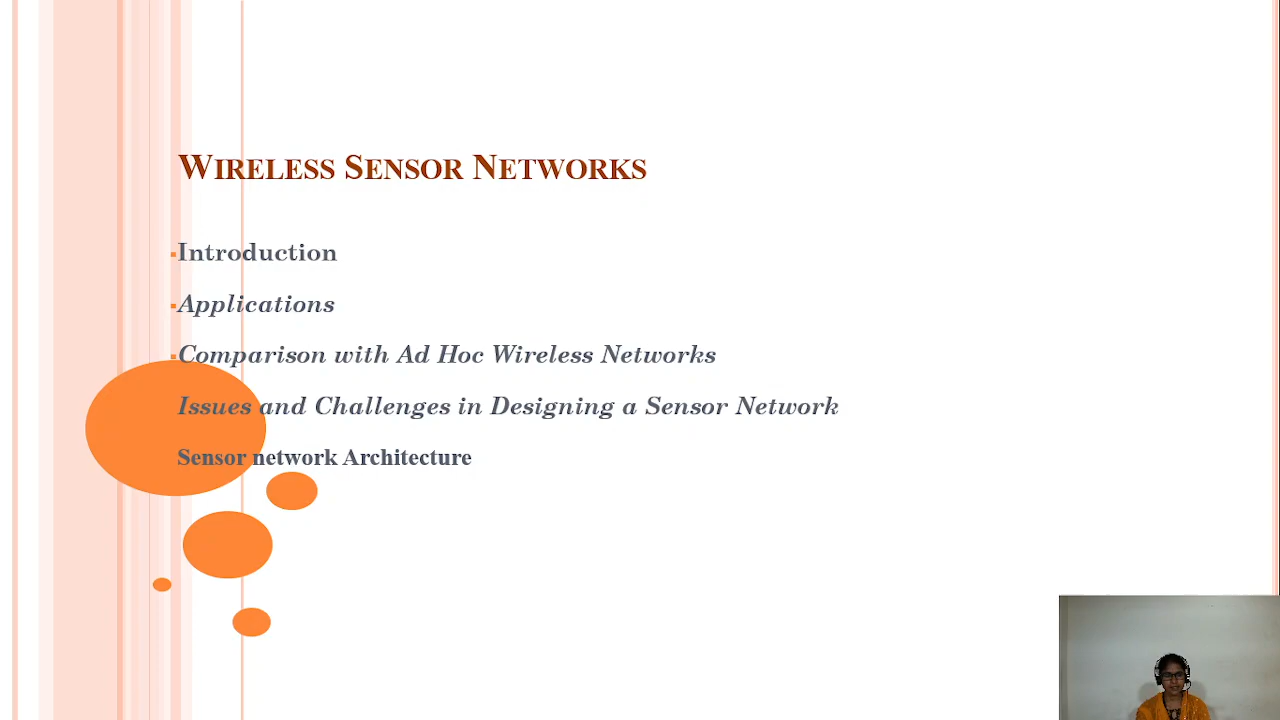 WIRELESS SENSOR NETWORKS
Introduction
Applications
Comparison with Ad Hoc Wireless Networks
Issues and Challenges in Designing a Sensor Network
Sensor network Architecture